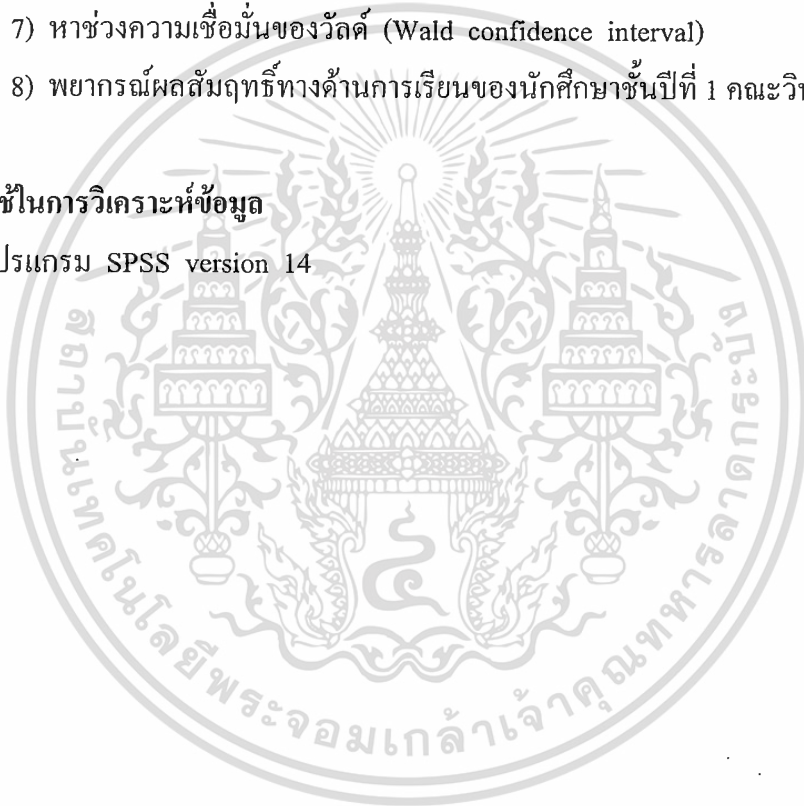 7) หาช่วงความเชื่อมั่นของวัลด์ (Wald confidence interval)
8) พยากรณ์ผลสัมฤทธิ์ทางด้านการเรียนของนักศึกษาชั้นปีที่ 1 คณะวิท
ช้ในการวิเคราะห์ข้อมูล
ปรแกรม SPSS version 14
สถาบันเทคโนโลยีพระจอมเกล้าเจ้าคุณทหารลาดกระบัง